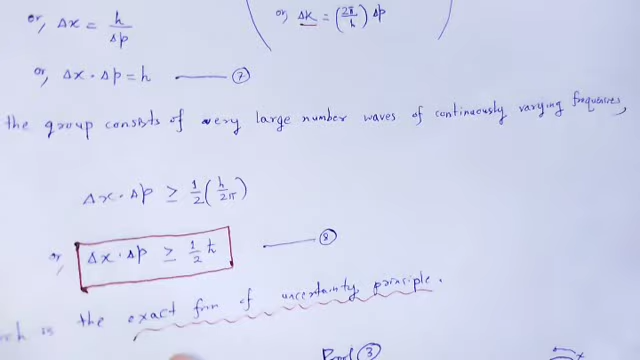 or, Δx = h/Δp
or, Δk = (2π/h) Δp
or, Δx · Δp = h ——— ⑦
the group consists of very large number waves of continuously varying frequencies,
Δx · Δp ≥ 1/2 (h/2π)
or, Δx · Δp ≥ 1/2 ħ ——— ⑧
is the exact form of uncertainty principle.
Proof ③